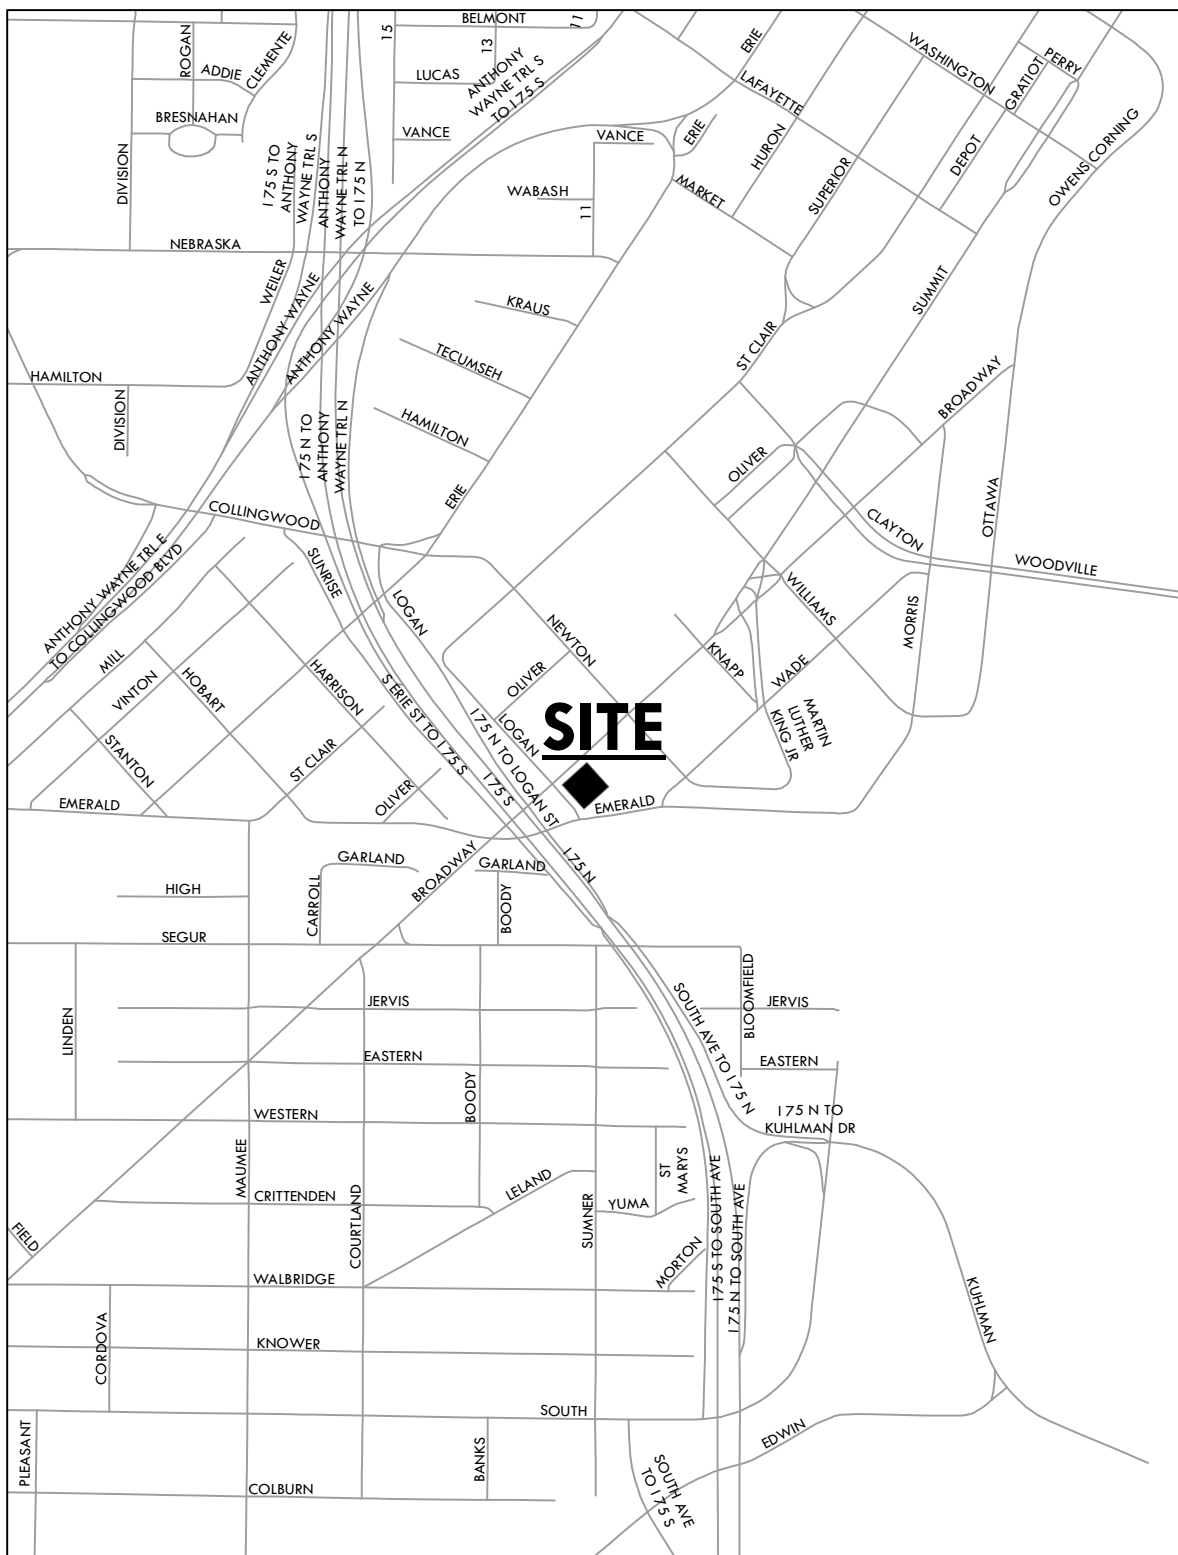 BELMONT
11
15
13
ROGAN
ADDIE
CLEMENTE
LUCAS
ANTHONY
WAYNE TRL S
TO I 75 S
ERIE
WASHINGTON
PERRY
GRATIOT
LAFAYETTE
BRESNAHAN
VANCE
VANCE
ERIE
HURON
DEPOT
OWENS CORNING
DIVISION
I 75 S TO
ANTHONY
WAYNE TRL S
ANTHONY
WAYNE TRL N
TO I 75 N
WABASH
11
MARKET
SUPERIOR
NEBRASKA
WEILER
ANTHONY WAYNE
ANTHONY WAYNE
KRAUS
SUMMIT
TECUMSEH
ST CLAIR
HAMILTON
DIVISION
BROADWAY
HAMILTON
I 75 N TO
ANTHONY
WAYNE TRL N
OLIVER
ERIE
COLLINGWOOD
CLAYTON
OTTAWA
WOODVILLE
ANTHONY WAYNE TRL E
TO COLLINGWOOD BLVD
SUNRISE
LOGAN
NEWTON
WILLIAMS
MORRIS
MILL
VINTON
HOBART
HARRISON
OLIVER
KNAPP
WADE
S ERIE ST TO I 75 S
LOGAN
I 75 N TO LOGAN ST
SITE
MARTIN
LUTHER
KING JR
STANTON
ST CLAIR
I 75 S
OLIVER
EMERALD
EMERALD
GARLAND
BROADWAY
GARLAND
I 75 N
HIGH
CARROLL
BOODY
SEGUR
LINDEN
JERVIS
SOUTH AVE TO I 75 N
BLOOMFIELD
JERVIS
EASTERN
EASTERN
BOODY
WESTERN
I 75 N TO
KUHLMAN DR
MAUMEE
ST
MARYS
CRITTENDEN
COURTLAND
LELAND
SUMNER
YUMA
I 75 S TO SOUTH AVE
I 75 N TO SOUTH AVE
FIELD
WALBRIDGE
MORTON
KUHLMAN
CORDOVA
KNOWER
SOUTH
PLEASANT
BANKS
EDWIN
SOUTH AVE
TO I 75 S
COLBURN